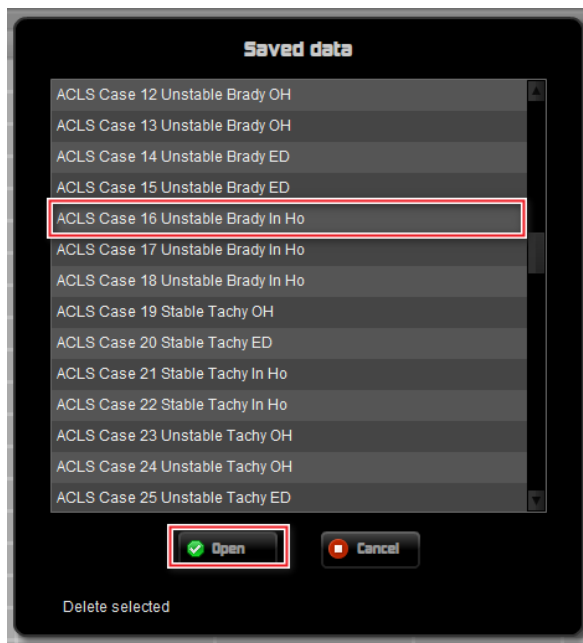 Saved data
ACLS Case 12 Unstable Brady OH
ACLS Case 13 Unstable Brady OH
ACLS Case 14 Unstable Brady ED
ACLS Case 15 Unstable Brady ED
ACLS Case 16 Unstable Brady In Ho
ACLS Case 17 Unstable Brady In Ho
ACLS Case 18 Unstable Brady In Ho
ACLS Case 19 Stable Tachy OH
ACLS Case 20 Stable Tachy ED
ACLS Case 21 Stable Tachy In Ho
ACLS Case 22 Stable Tachy In Ho
ACLS Case 23 Unstable Tachy OH
ACLS Case 24 Unstable Tachy OH
ACLS Case 25 Unstable Tachy ED
Open Cancel
Delete selected